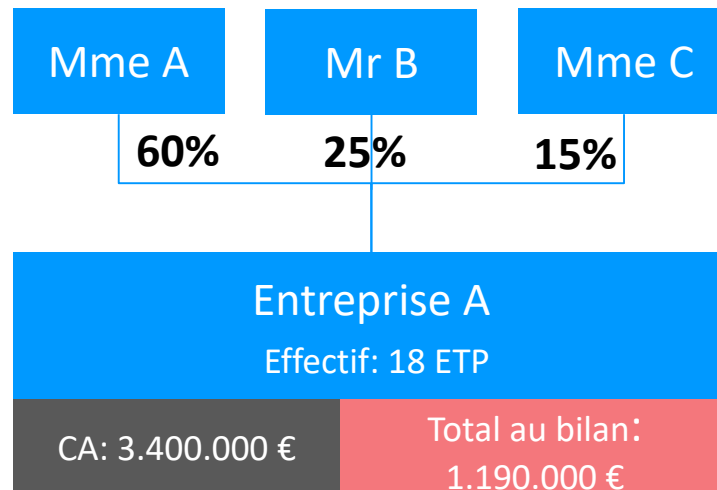 Mme A
Mr B
Mme C
60%
25%
15%
Entreprise A
Effectif: 18 ETP
CA: 3.400.000 €
Total au bilan:
1.190.000 €